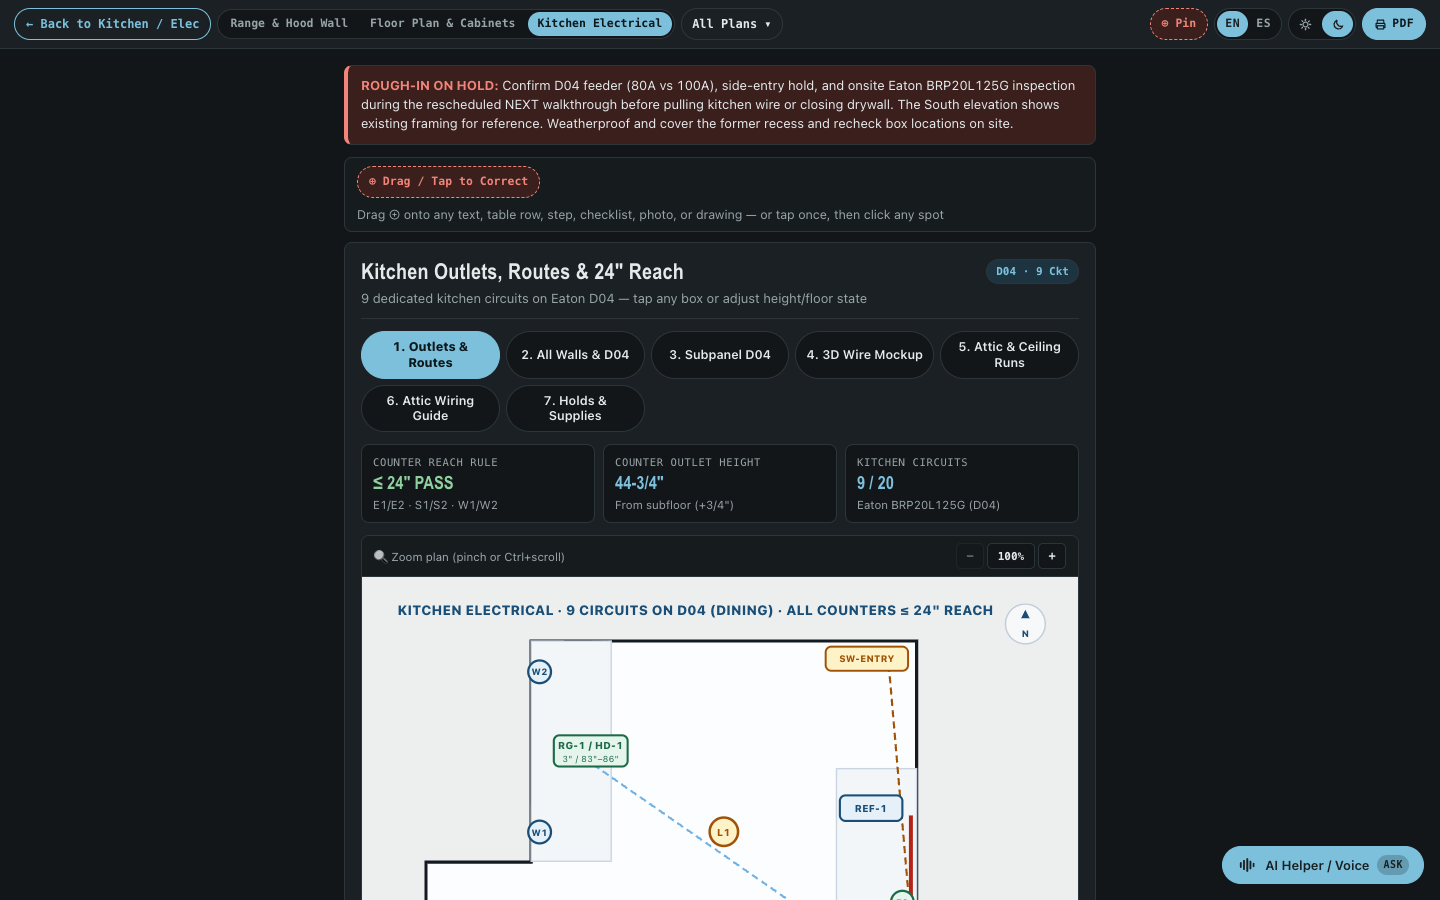 ← Back to Kitchen / Elec
Range & Hood Wall
Floor Plan & Cabinets
Kitchen Electrical
All Plans ▾
⊕ Pin
EN ES
PDF
ROUGH-IN ON HOLD: Confirm D04 feeder (80A vs 100A), side-entry hold, and onsite Eaton BRP20L125G inspection
during the rescheduled NEXT walkthrough before pulling kitchen wire or closing drywall. The South elevation shows
existing framing for reference. Weatherproof and cover the former recess and recheck box locations on site.
⊕ Drag / Tap to Correct
Drag ⊕ onto any text, table row, step, checklist, photo, or drawing — or tap once, then click any spot
Kitchen Outlets, Routes & 24" Reach
D04 · 9 Ckt
9 dedicated kitchen circuits on Eaton D04 — tap any box or adjust height/floor state
1. Outlets &
Routes
2. All Walls & D04
3. Subpanel D04
4. 3D Wire Mockup
5. Attic & Ceiling
Runs
6. Attic Wiring
Guide
7. Holds &
Supplies
COUNTER REACH RULE
≤ 24" PASS
E1/E2 · S1/S2 · W1/W2
COUNTER OUTLET HEIGHT
44-3/4"
From subfloor (+3/4")
KITCHEN CIRCUITS
9 / 20
Eaton BRP20L125G (D04)
Zoom plan (pinch or Ctrl+scroll)
− 100% +
KITCHEN ELECTRICAL · 9 CIRCUITS ON D04 (DINING) · ALL COUNTERS ≤ 24" REACH
▲
N
SW-ENTRY
W2
RG-1 / HD-1
3" / 83"–86"
REF-1
W1
L1
AI Helper / Voice ASK